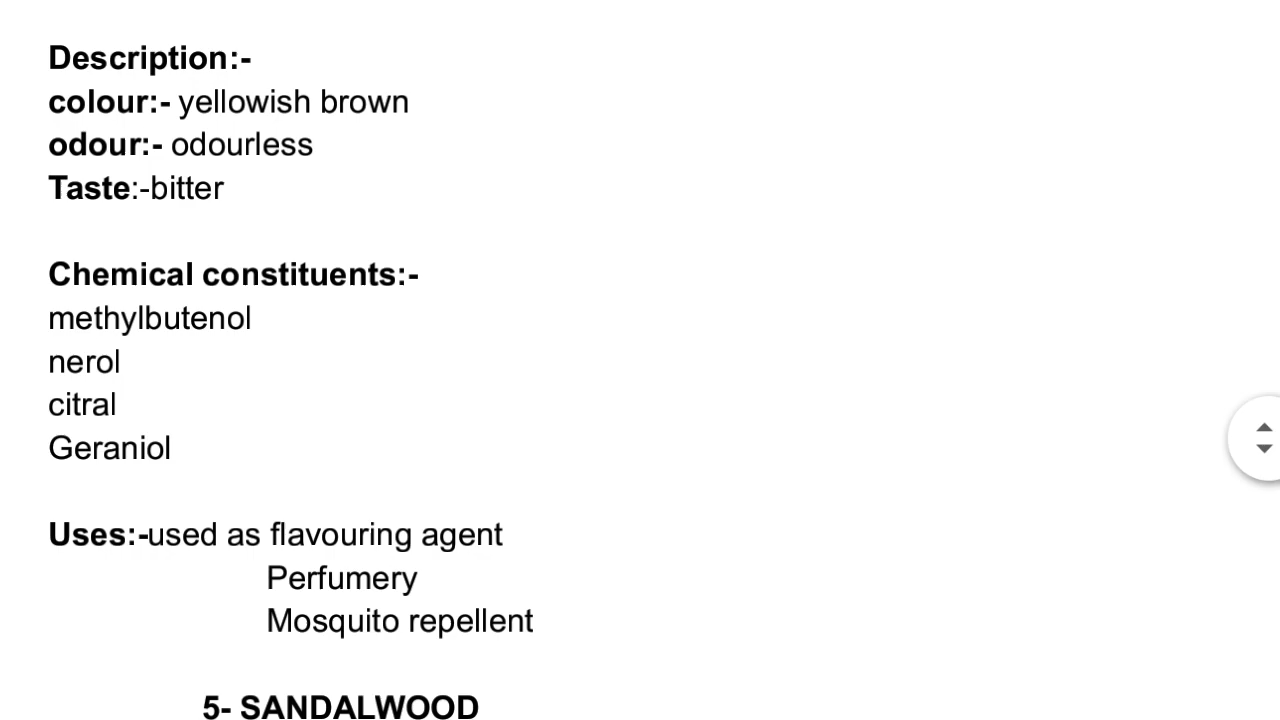 Description:-
colour:- yellowish brown
odour:- odourless
Taste:-bitter
Chemical constituents:-
methylbutenol
nerol
citral
Geraniol
Uses:-used as flavouring agent
Perfumery
Mosquito repellent
5- SANDALWOOD